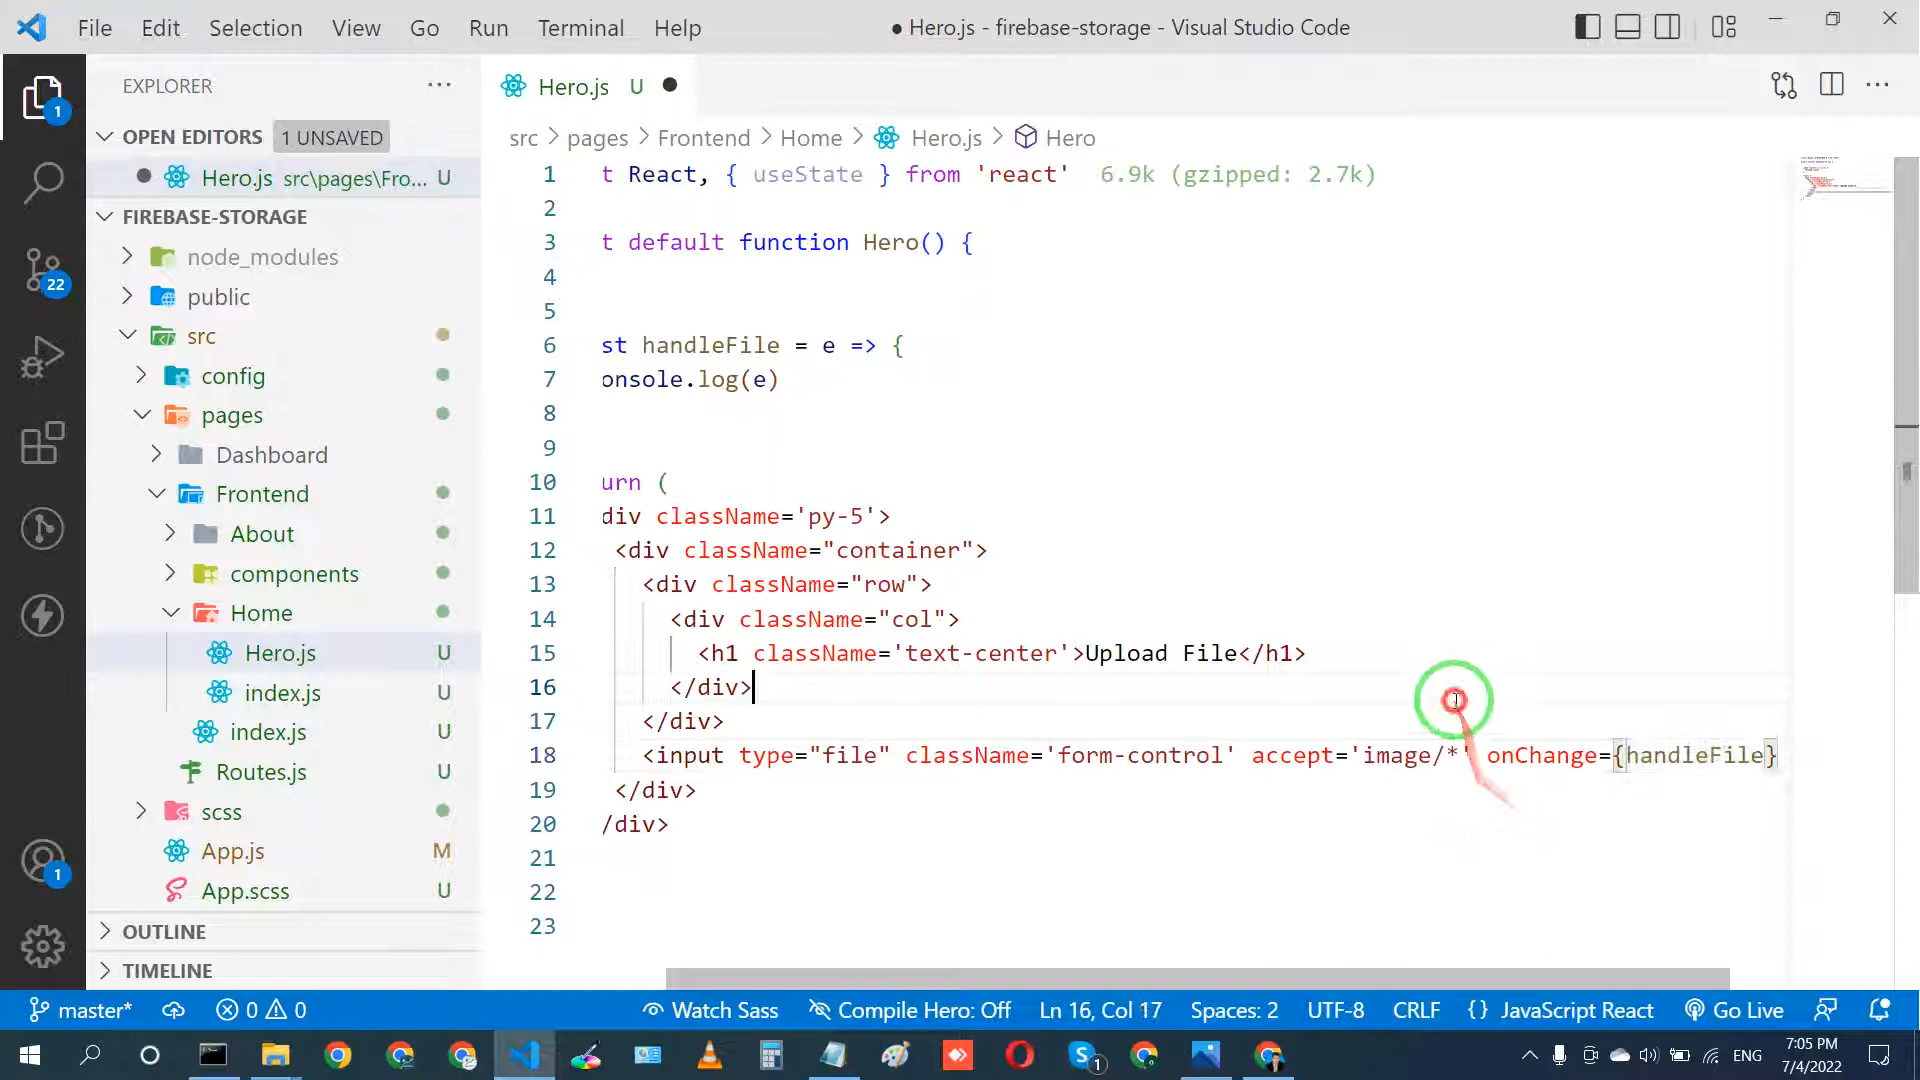 File Edit Selection View Go Run Terminal Help
● Hero.js - firebase-storage - Visual Studio Code
EXPLORER
OPEN EDITORS 1 UNSAVED
Hero.js src\pages\Fro... U
FIREBASE-STORAGE
node_modules
public
src
config
pages
Dashboard
Frontend
About
components
Home
Hero.js U
index.js U
index.js U
Routes.js U
scss
App.js M
App.scss U
OUTLINE
TIMELINE
1
22
1
Hero.js U
src > pages > Frontend > Home > Hero.js > Hero
1 t React, { useState } from 'react' 6.9k (gzipped: 2.7k)
2
3 t default function Hero() {
4
5
6 st handleFile = e => {
7 onsole.log(e)
8
9
10 urn (
11 div className='py-5'>
12 <div className="container">
13 <div className="row">
14 <div className="col">
15 <h1 className='text-center'>Upload File</h1>
16 </div>
17 </div>
18 <input type="file" className='form-control' accept='image/*' onChange={handleFile}
19 </div>
20 /div>
21
22
23
master* 0 0 Watch Sass Compile Hero: Off Ln 16, Col 17 Spaces: 2 UTF-8 CRLF {} JavaScript React Go Live
1
ENG
7:05 PM
7/4/2022